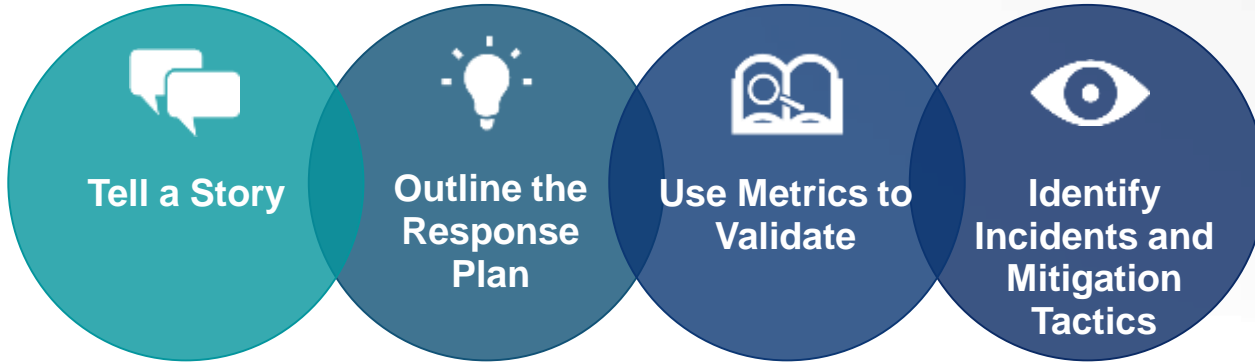 Tell a Story
Outline the
Response
Plan
Use Metrics to
Validate
Identify
Incidents and
Mitigation
Tactics